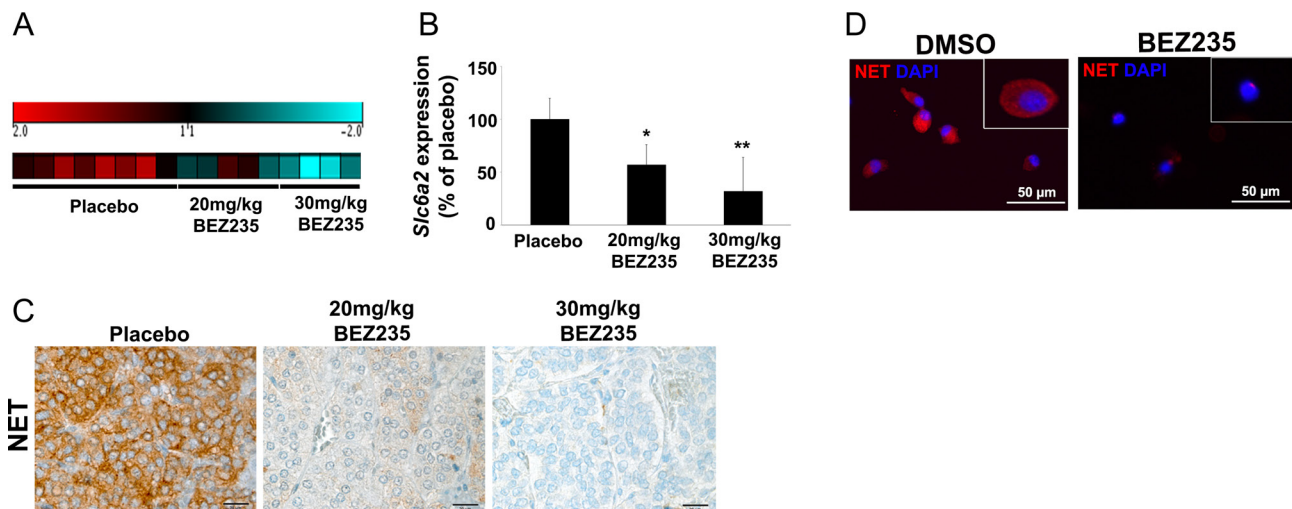 A
2.0
1'1
-2.0
Placebo
20mg/kg
BEZ235
30mg/kg
BEZ235
B
Slc6a2 expression
(% of placebo)
150
100
50
0
*
**
Placebo
20mg/kg
BEZ235
30mg/kg
BEZ235
C
NET
Placebo
20mg/kg
BEZ235
30mg/kg
BEZ235
D
DMSO
NET DAPI
50 µm
BEZ235
NET DAPI
50 µm